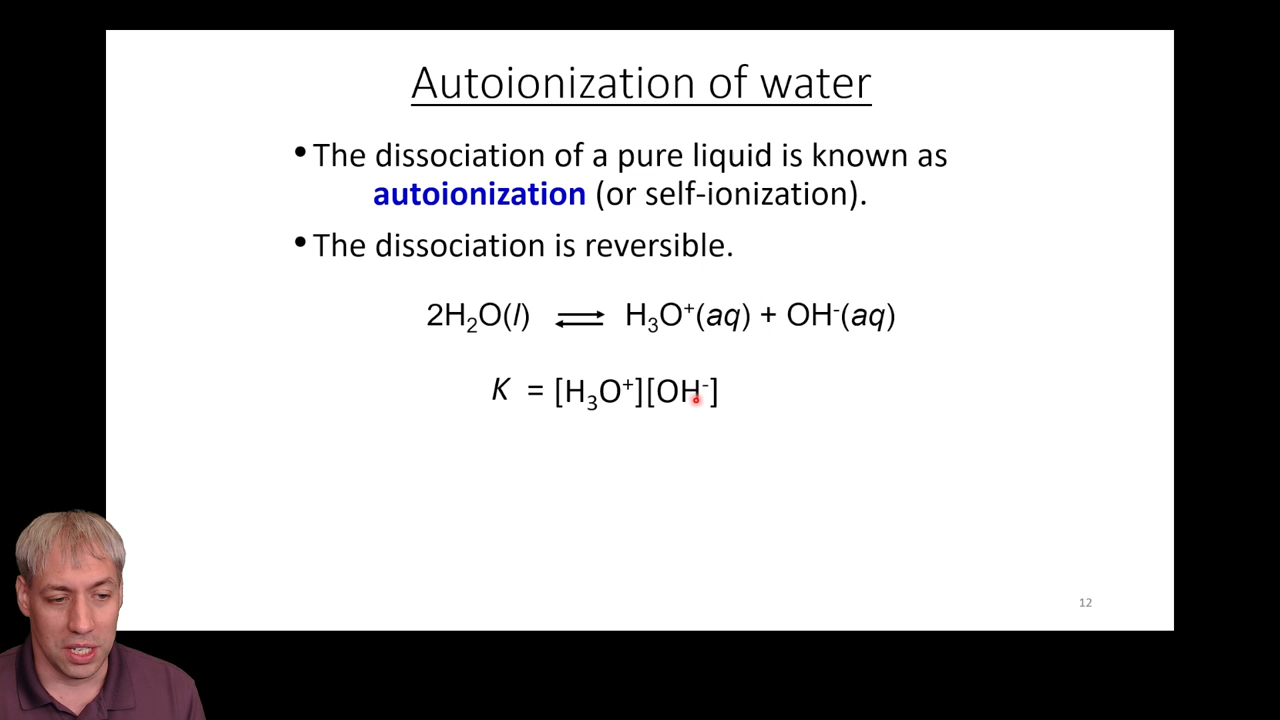 Autoionization of water
• The dissociation of a pure liquid is known as
autoionization (or self-ionization).
• The dissociation is reversible.
2H₂O(l) ⇌ H₃O⁺(aq) + OH⁻(aq)
K = [H₃O⁺][OH⁻]
12